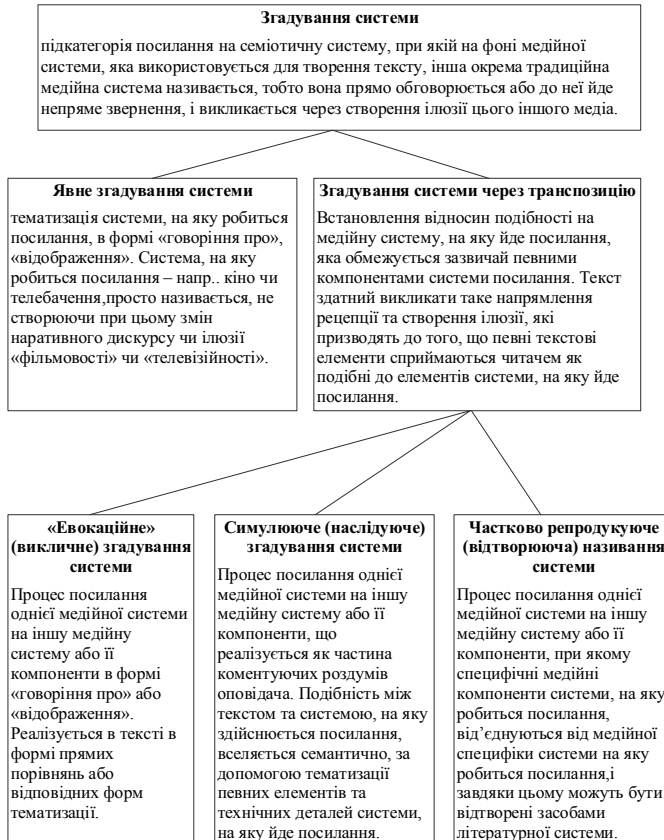 Згадування системи
підкатегорія посилання на семіотичну систему, при якій на фоні медійної
системи, яка використовується для творення тексту, інша окрема традиційна
медійна система називається, тобто вона прямо обговорюється або до неї йде
непряме звернення, і викликається через створення ілюзії цього іншого медіа.
Явне згадування системи
тематизація системи, на яку робиться
посилання, в формі «говоріння про»,
«відображення». Система, на яку
робиться посилання – напр.. кіно чи
телебачення,просто називається, не
створюючи при цьому змін
наративного дискурсу чи ілюзії
«фільмовості» чи «телевізійності».
Згадування системи через транспозицію
Встановлення відносин подібності на
медійну систему, на яку йде посилання,
яка обмежується зазвичай певними
компонентами системи посилання. Текст
здатний викликати таке напрямлення
рецепції та створення ілюзії, які
призводять до того, що певні текстові
елементи сприймаються читачем як
подібні до елементів системи, на яку йде
посилання.
«Евокаційне»
(викличне) згадування
системи
Процес посилання
однієї медійної системи
на іншу медійну
систему або її
компоненти в формі
«говоріння про» або
«відображення».
Реалізується в тексті в
формі прямих
порівнянь або
відповідних форм
тематизації.
Симулююче (наслідуюче)
згадування системи
Процес посилання однієї
медійної системи на іншу
медійну систему або її
компоненти, що
реалізується як частина
коментуючих роздумів
оповідача. Подібність між
текстом та системою, на яку
здійснюється посилання,
вселяється семантично, за
допомогою тематизації
певних елементів та
технічних деталей системи,
на яку йде посилання.
Частково репродукуюче
(відтворююча) називання
системи
Процес посилання однієї
медійної системи на іншу
медійну систему або її
компоненти, при якому
специфічні медійні
компоненти системи, на яку
робиться посилання,
від’єднуються від медійної
специфіки системи на яку
робиться посилання,і
завдяки цьому можуть бути
відтворені засобами
літературної системи.